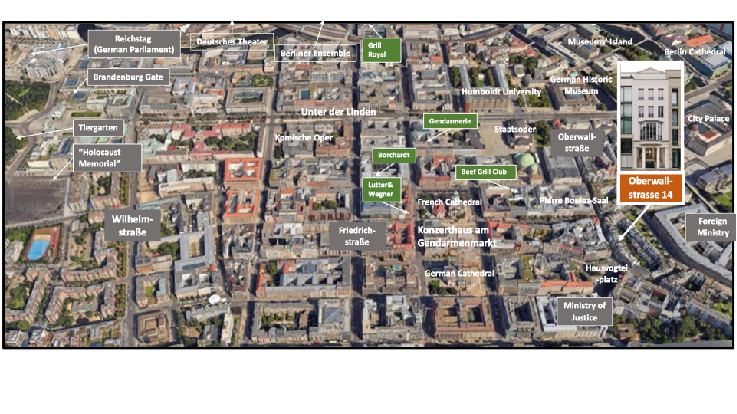 Reichstag
(German Parliament)
Deutsches Theater
Berliner Ensemble
Grill
Royal
Museums' Island
Berlin Cathedral
Brandenburg Gate
German Historic
Museum
Humboldt University
Unter der Linden
Gendarmerie
City Palace
Tiergarten
Komische Oper
Staatsoper
Oberwall-
straße
"Holocaust
Memorial"
Borchardt
Beef Grill Club
Lutter&
Wagner
Oberwall-
strasse 14
French Cathedral
Pierre Boulez-Saal
Wilhelm-
straße
Friedrich-
straße
Konzerthaus am
Gendarmenmarkt
Foreign
Ministry
German Cathedral
Hausvogtei
-platz
Ministry of
Justice